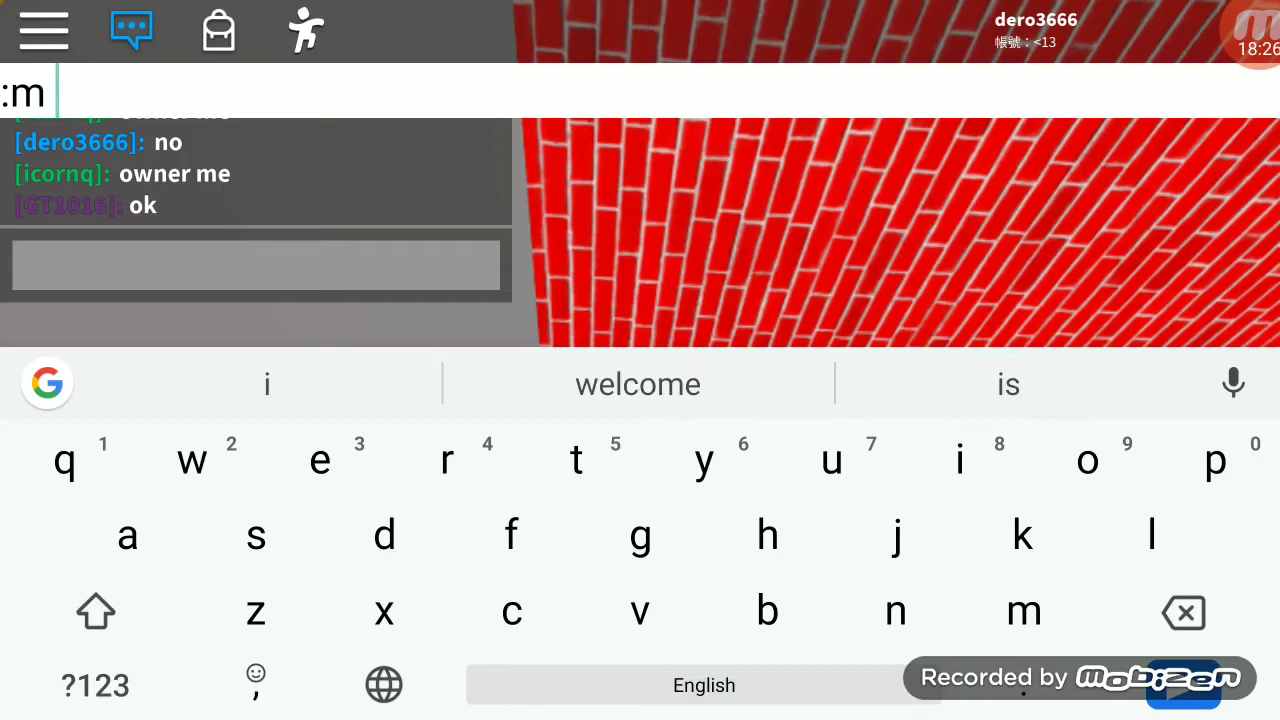 dero3666
帳號：<13
18:26
:m
[dero3666]: no
[icornq]: owner me
[GT1016]: ok
i welcome is
q 1 w 2 e 3 r 4 t 5 y 6 u 7 i 8 o 9 p 0
a s d f g h j k l
z x c v b n m
?123 , English .
Recorded by mobizen